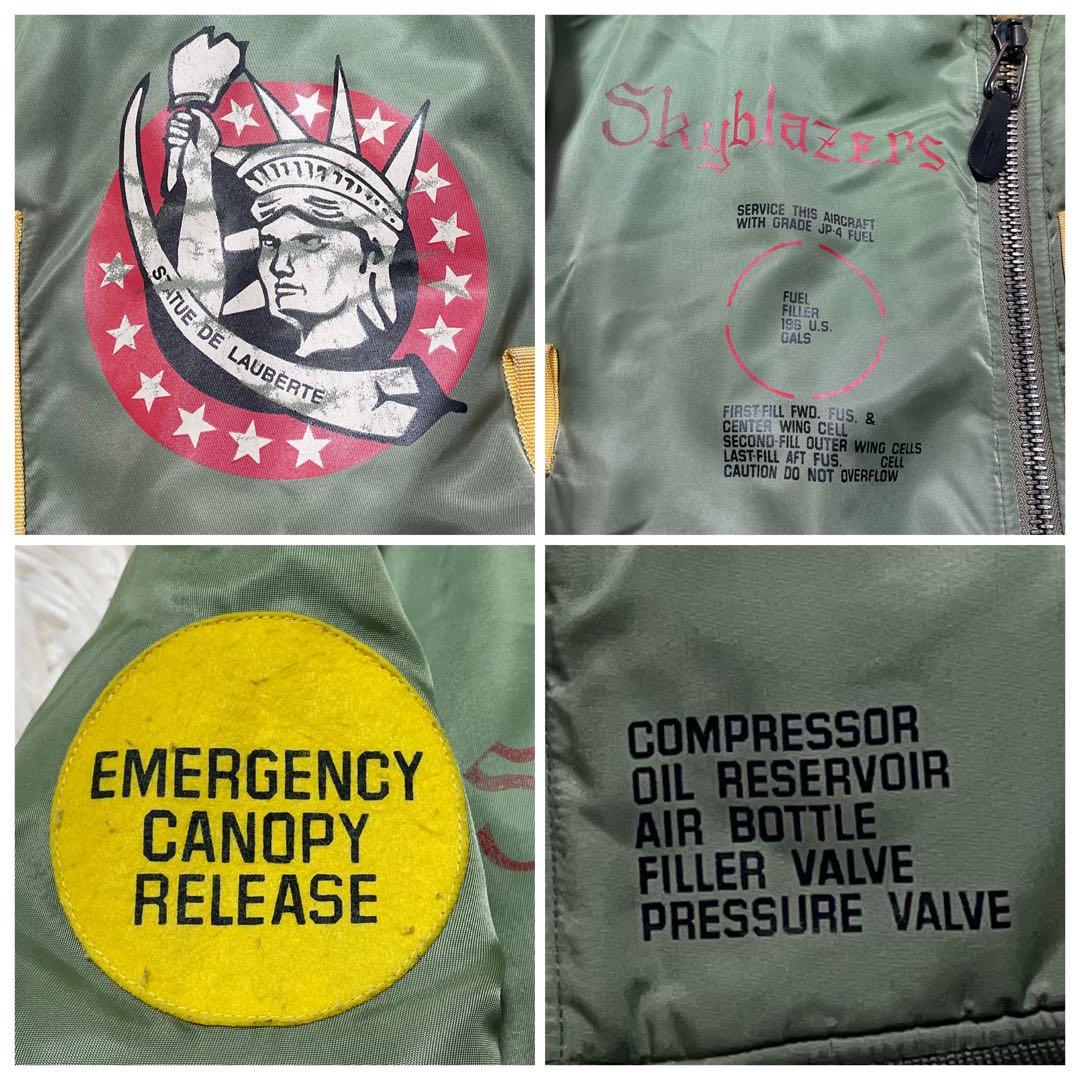 STATUE DE LAUBERTE
Skyblazers
SERVICE THIS AIRCRAFT
WITH GRADE JP-4 FUEL
FUEL
FILLER
196 U.S.
GALS
FIRST-FILL FWD. FUS. &
CENTER WING CELL
SECOND-FILL OUTER WING CELLS
LAST-FILL AFT FUS. CELL
CAUTION DO NOT OVERFLOW
EMERGENCY
CANOPY
RELEASE
COMPRESSOR
OIL RESERVOIR
AIR BOTTLE
FILLER VALVE
PRESSURE VALVE